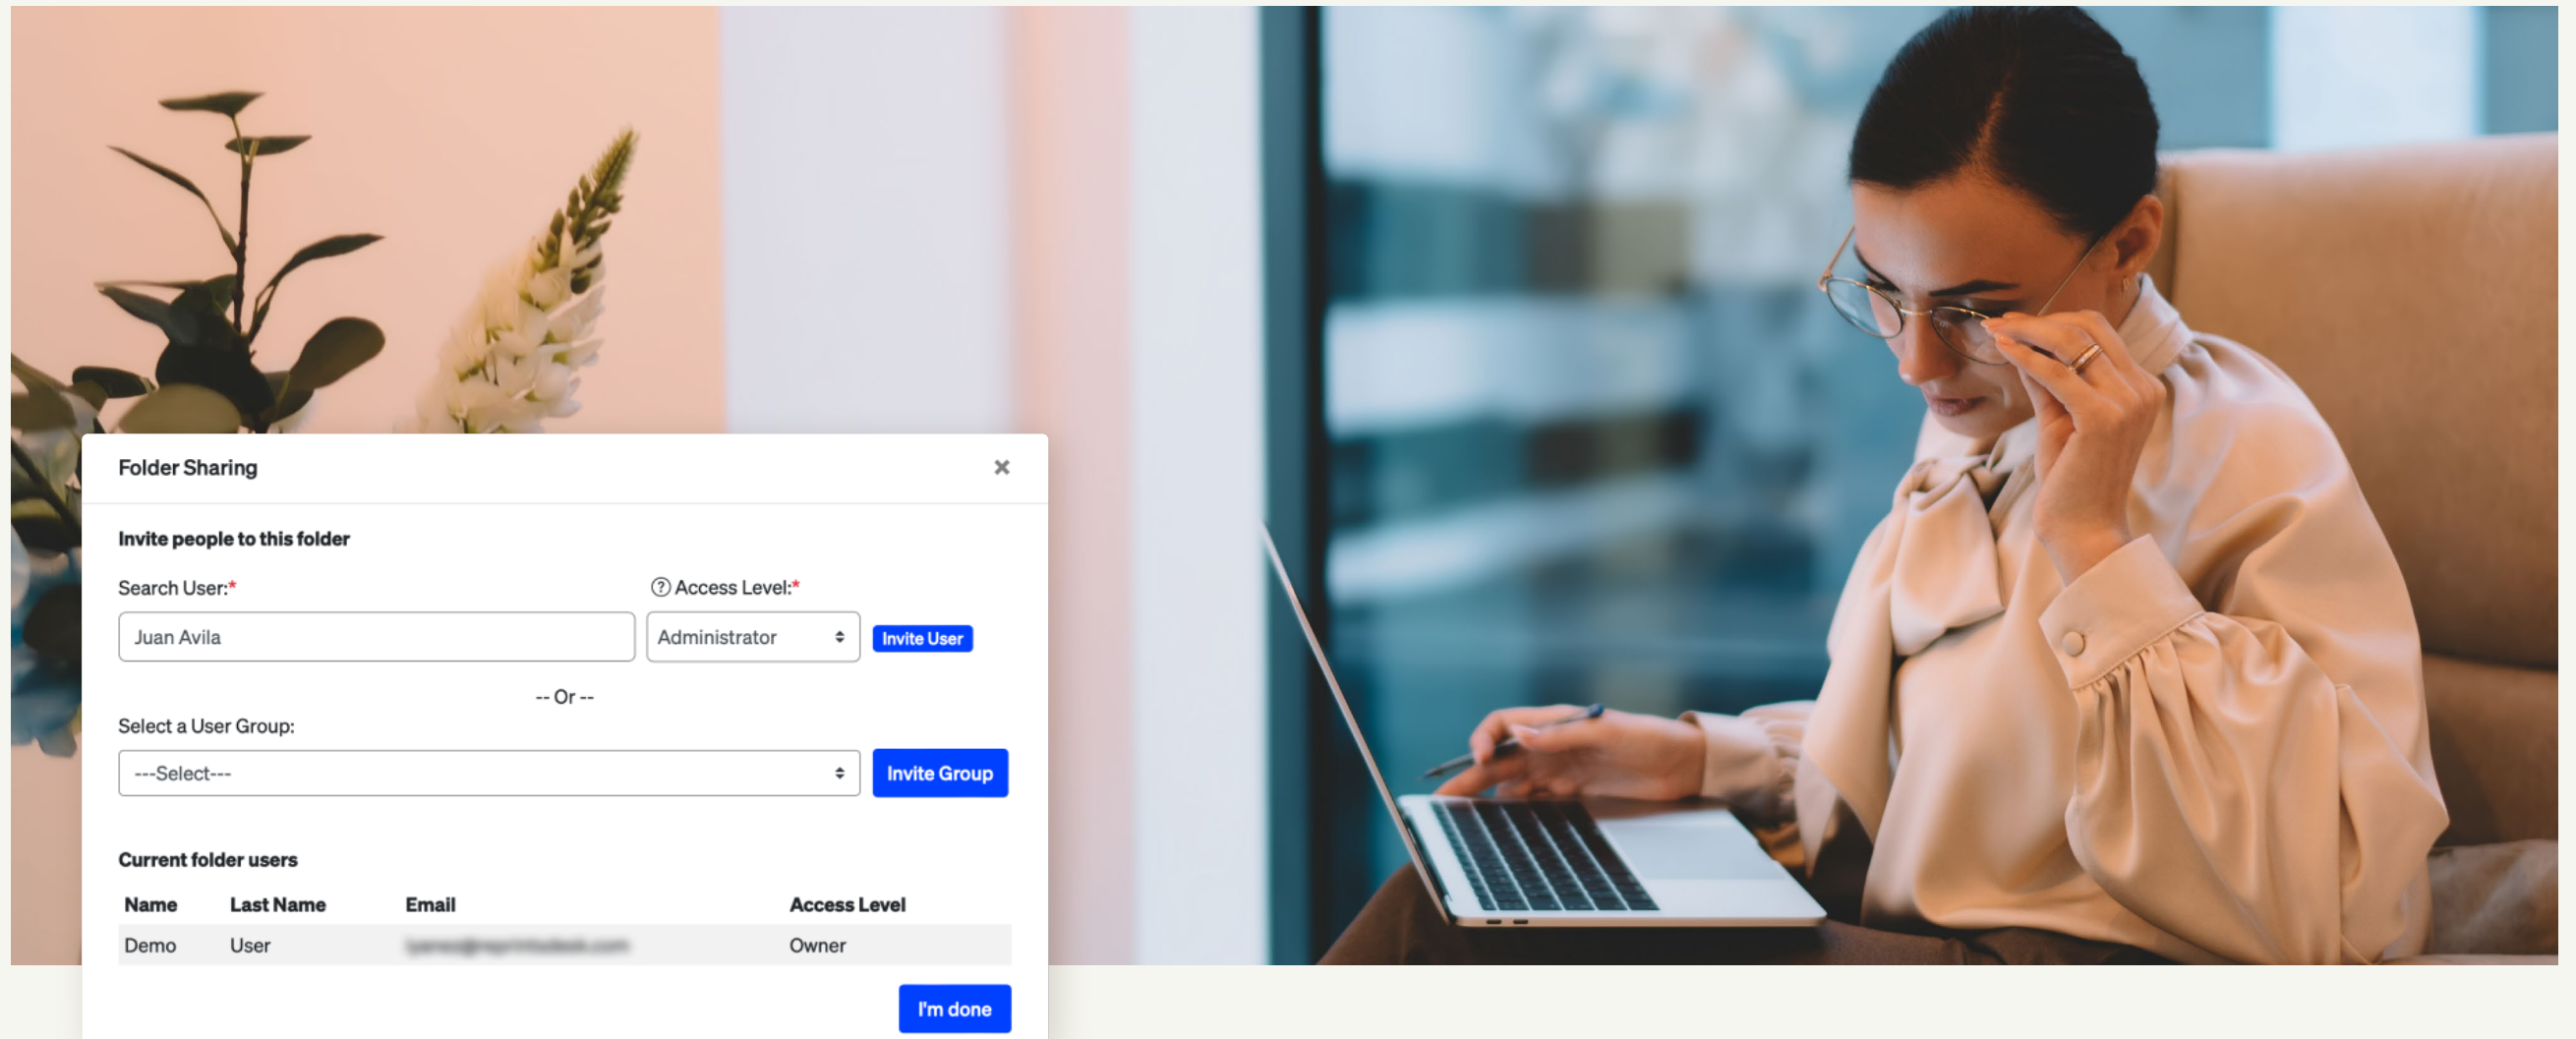 Folder Sharing ×
Invite people to this folder
Search User:* ? Access Level:*
Juan Avila Administrator Invite User
-- Or --
Select a User Group:
---Select--- Invite Group
Current folder users
Name Last Name Email Access Level
Demo User Owner
I'm done